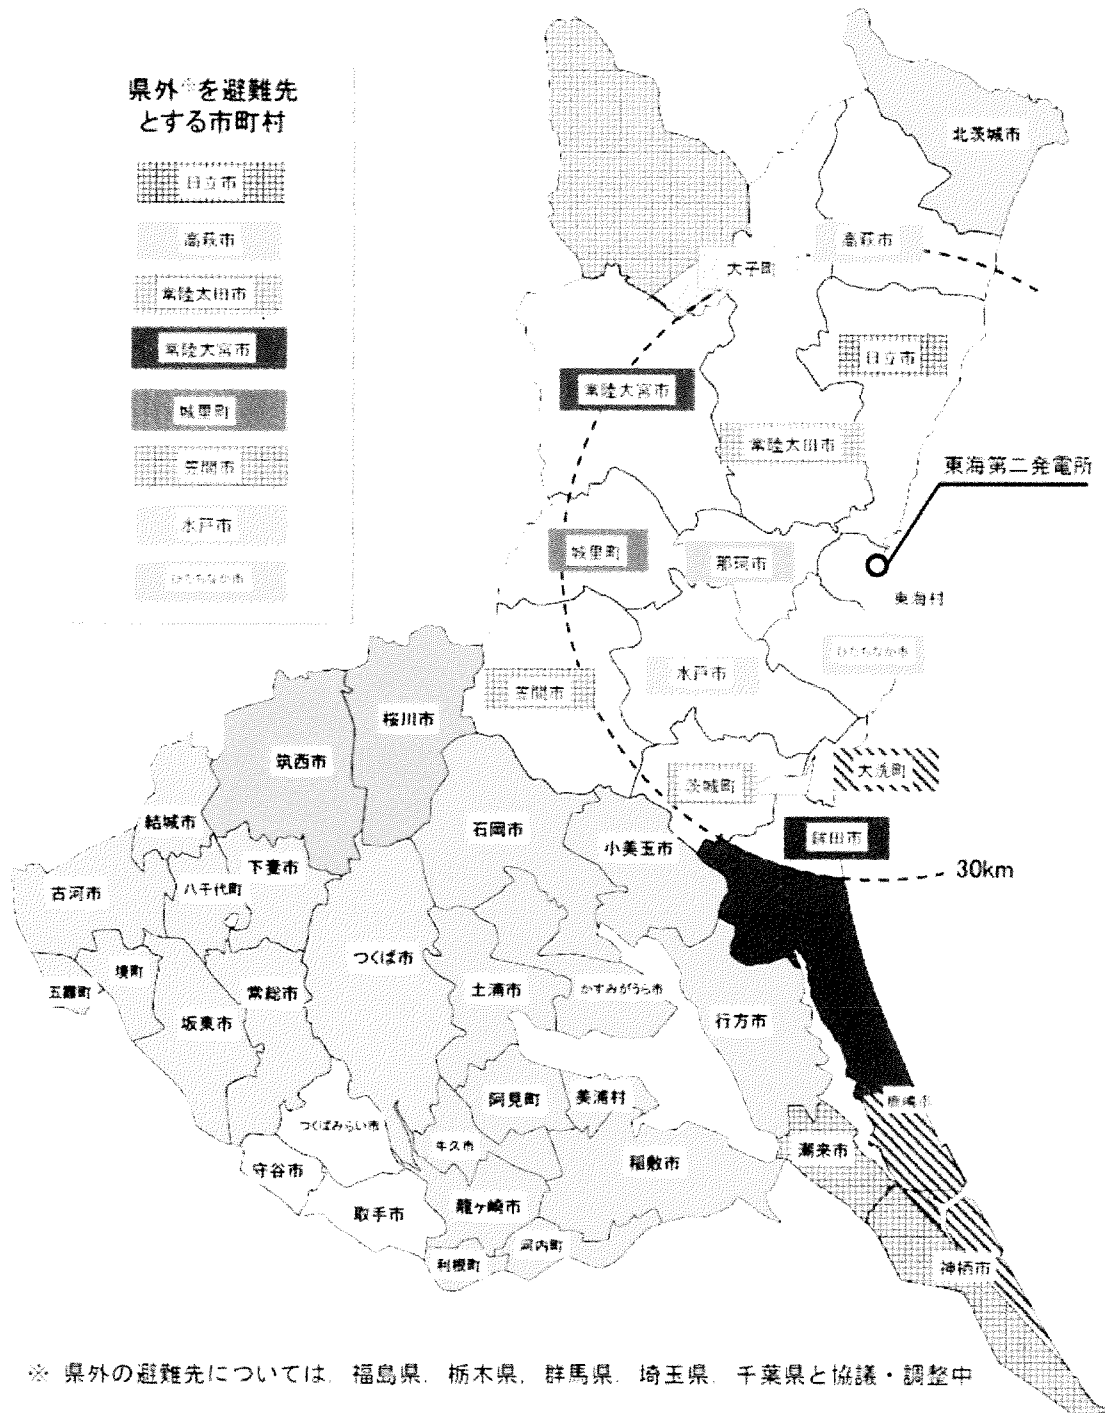 県外※を避難先
とする市町村
日立市
高萩市
常陸太田市
常陸大宮市
城里町
笠間市
水戸市
ひたちなか市
北茨城市
高萩市
大子町
日立市
常陸大宮市
常陸太田市
東海第二発電所
城里町
那珂市
東海村
ひたちなか市
水戸市
笠間市
桜川市
筑西市
大洗町
茨城町
結城市
石岡市
小美玉市
鉾田市
30km
下妻市
八千代町
古河市
つくば市
境町
五霞町
常総市
土浦市
かすみがうら市
坂東市
行方市
阿見町
美浦村
鹿嶋市
つくばみらい市
牛久市
潮来市
守谷市
稲敷市
取手市
龍ヶ崎市
河内町
利根町
神栖市
※ 県外の避難先については、福島県、栃木県、群馬県、埼玉県、千葉県と協議・調整中